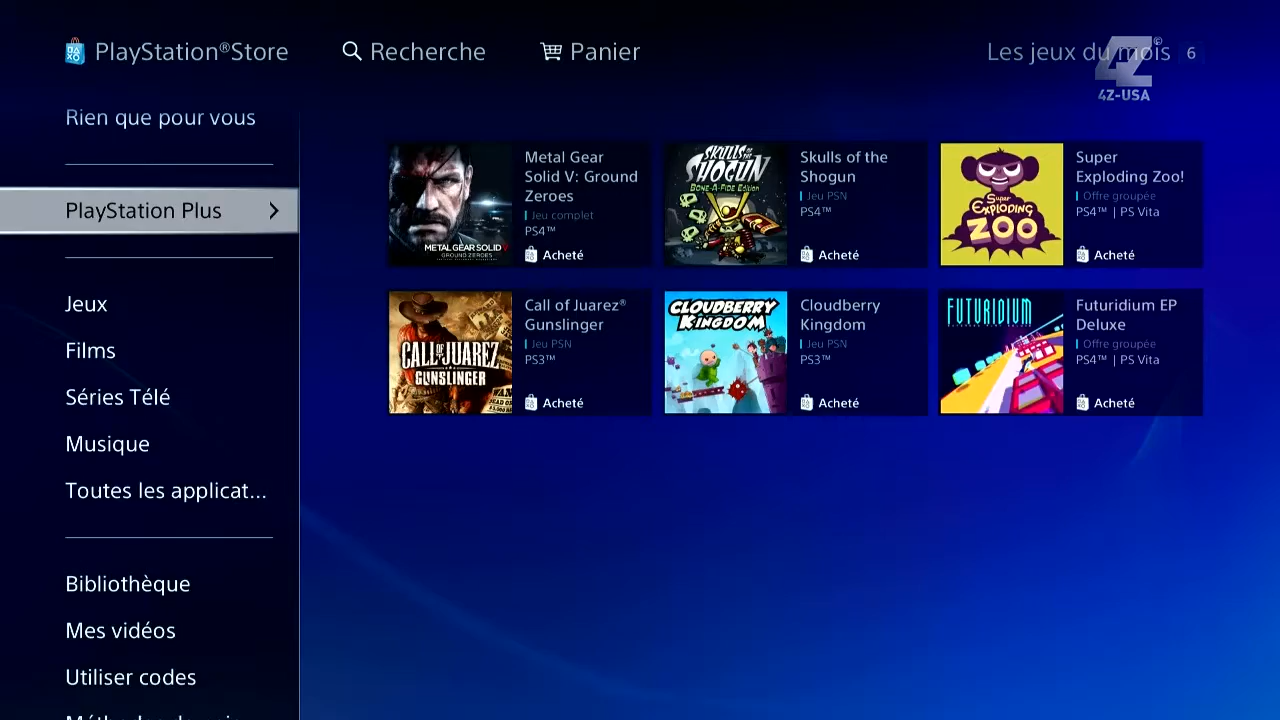 PlayStation®Store
Recherche
Panier
Les jeux du mois 6
4Z ©
4Z-USA
Rien que pour vous
PlayStation Plus
Jeux
Films
Séries Télé
Musique
Toutes les applicat...
Bibliothèque
Mes vidéos
Utiliser codes
METAL GEAR SOLID V
GROUND ZEROES
Metal Gear
Solid V: Ground
Zeroes
Jeu complet
PS4™
Acheté
SKULLS OF THE
SHOGUN
BONE-A-FIDE Edition
Skulls of the
Shogun
Jeu PSN
PS4™
Acheté
Super
EXPLODING
ZOO
Super
Exploding Zoo!
Offre groupée
PS4™ | PS Vita
Acheté
CALL OF JUAREZ
GUNSLINGER
Call of Juarez®
Gunslinger
Jeu PSN
PS3™
Acheté
CLOUDBERRY
KINGDOM
Cloudberry
Kingdom
Jeu PSN
PS3™
Acheté
FUTURIDIUM
Futuridium EP
Deluxe
Offre groupée
PS4™ | PS Vita
Acheté